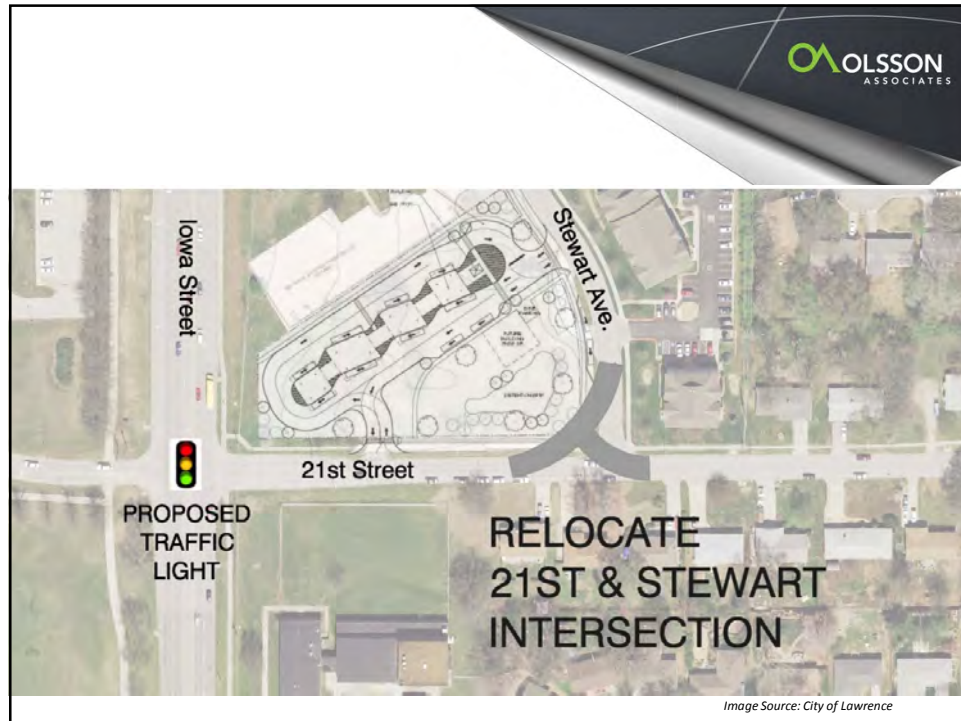 OLSSON
ASSOCIATES
Iowa Street
Stewart Ave.
21st Street
PROPOSED
TRAFFIC
LIGHT
RELOCATE
21ST & STEWART
INTERSECTION
Image Source: City of Lawrence